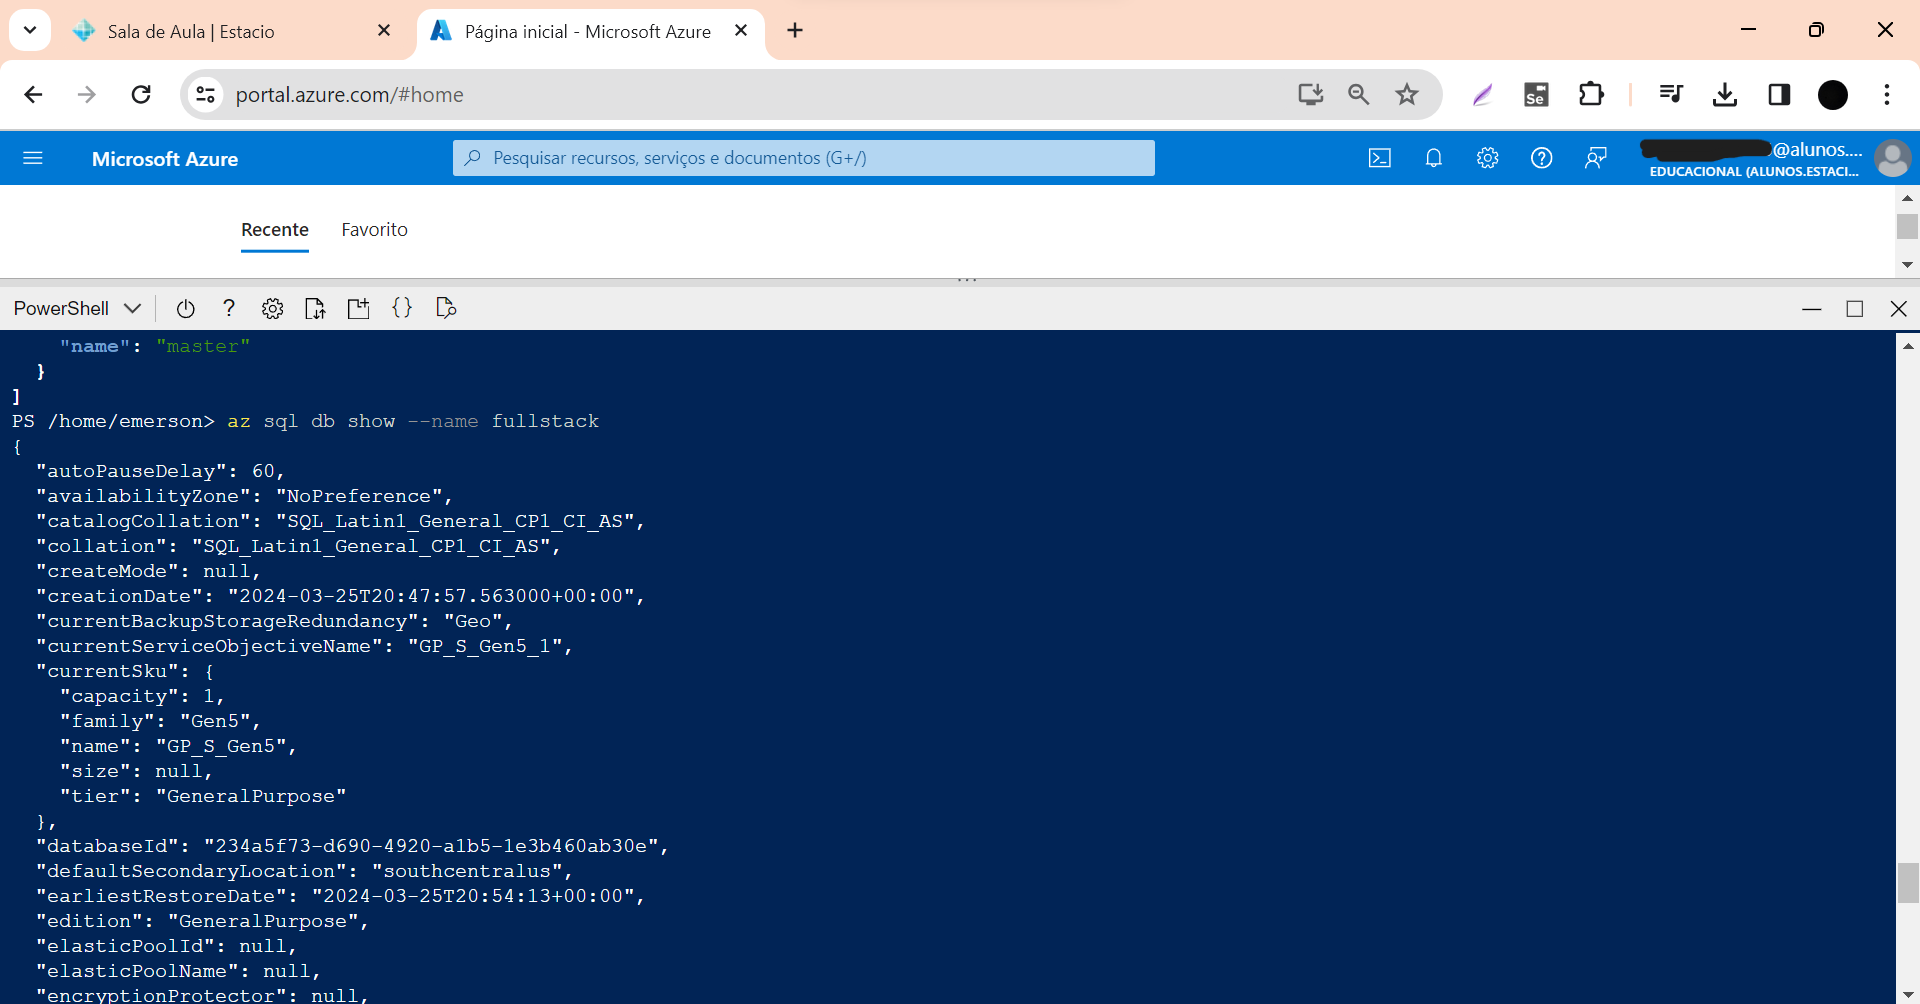 Sala de Aula | Estacio
Página inicial - Microsoft Azure
portal.azure.com/#home
Se
Microsoft Azure
Pesquisar recursos, serviços e documentos (G+/)
@alunos....
EDUCACIONAL (ALUNOS.ESTACI...
Recente Favorito
PowerShell
"name": "master"
}
]
PS /home/emerson> az sql db show --name fullstack
{
"autoPauseDelay": 60,
"availabilityZone": "NoPreference",
"catalogCollation": "SQL_Latin1_General_CP1_CI_AS",
"collation": "SQL_Latin1_General_CP1_CI_AS",
"createMode": null,
"creationDate": "2024-03-25T20:47:57.563000+00:00",
"currentBackupStorageRedundancy": "Geo",
"currentServiceObjectiveName": "GP_S_Gen5_1",
"currentSku": {
"capacity": 1,
"family": "Gen5",
"name": "GP_S_Gen5",
"size": null,
"tier": "GeneralPurpose"
},
"databaseId": "234a5f73-d690-4920-a1b5-1e3b460ab30e",
"defaultSecondaryLocation": "southcentralus",
"earliestRestoreDate": "2024-03-25T20:54:13+00:00",
"edition": "GeneralPurpose",
"elasticPoolId": null,
"elasticPoolName": null,
"encryptionProtector": null,